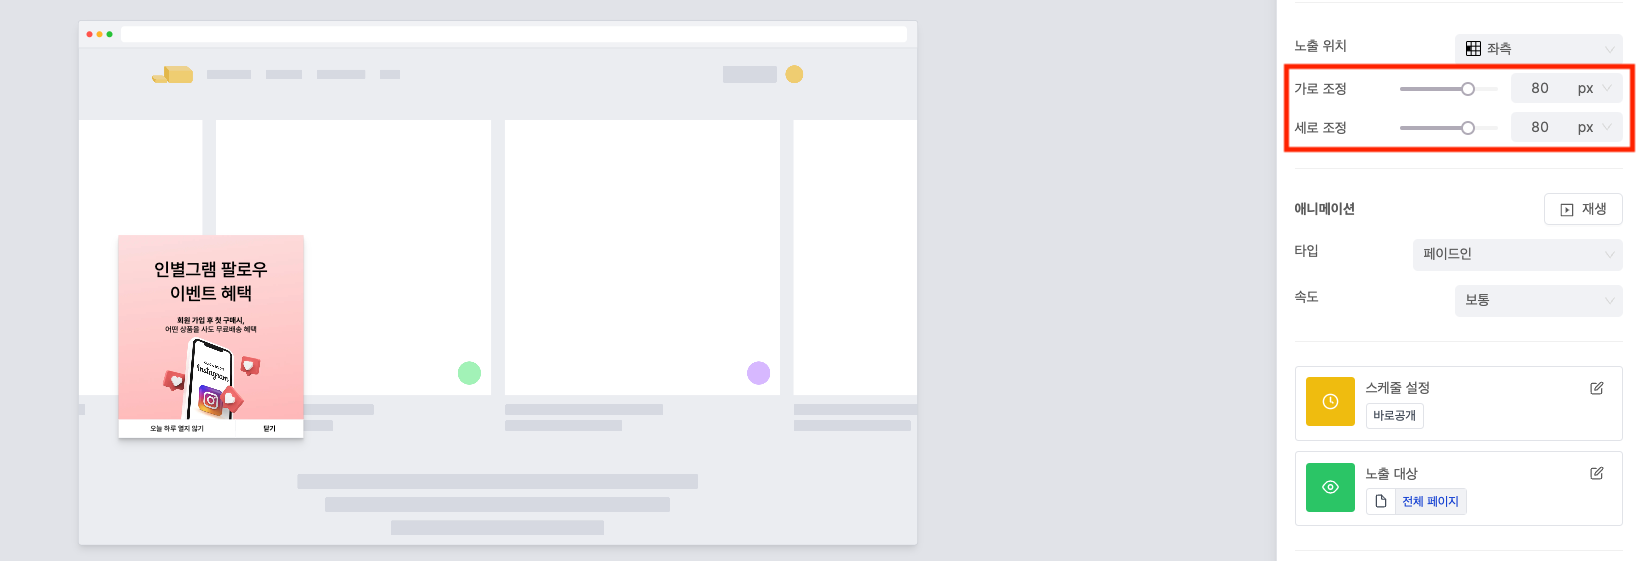 인별그램 팔로우
이벤트 혜택
회원 가입 후 첫 구매시,
어떤 상품을 사도 무료배송 혜택
Instagram
오늘 하루 열지 않기
닫기
노출 위치
좌측
가로 조정
80
px
세로 조정
80
px
애니메이션
재생
타입
페이드인
속도
보통
스케줄 설정
바로공개
노출 대상
전체 페이지